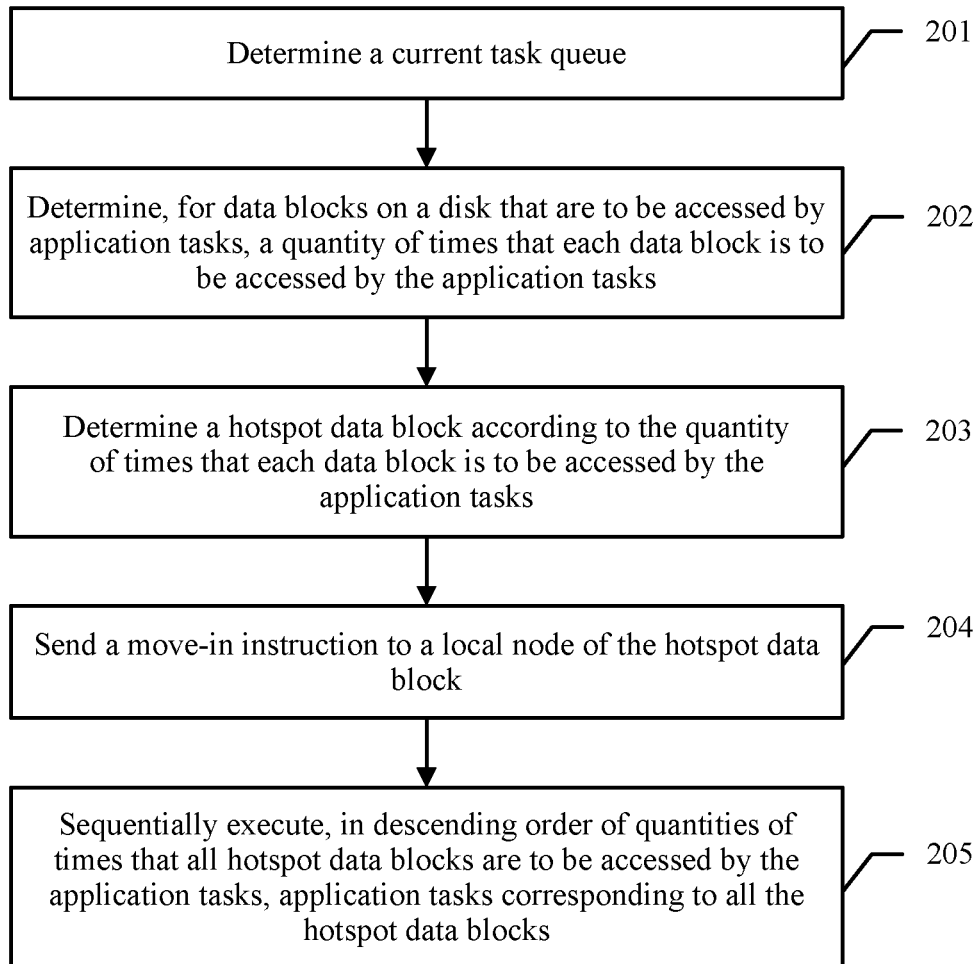 Determine a current task queue
201
Determine, for data blocks on a disk that are to be accessed by
application tasks, a quantity of times that each data block is to
be accessed by the application tasks
202
Determine a hotspot data block according to the quantity
of times that each data block is to be accessed by the
application tasks
203
Send a move-in instruction to a local node of the hotspot data
block
204
Sequentially execute, in descending order of quantities of
times that all hotspot data blocks are to be accessed by the
application tasks, application tasks corresponding to all the
hotspot data blocks
205